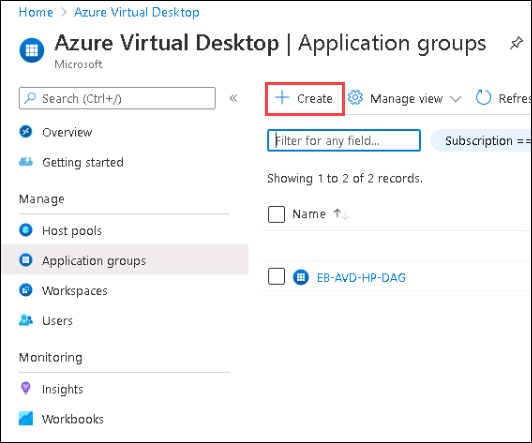 Home > Azure Virtual Desktop >
Azure Virtual Desktop | Application groups
Microsoft
Search (Ctrl+/)
«
+ Create
Manage view
Refres
Overview
Getting started
Filter for any field...
Subscription ==
Showing 1 to 2 of 2 records.
Manage
Name ↑↓
Host pools
Application groups
EB-AVD-HP-DAG
Workspaces
Users
Monitoring
Insights
Workbooks